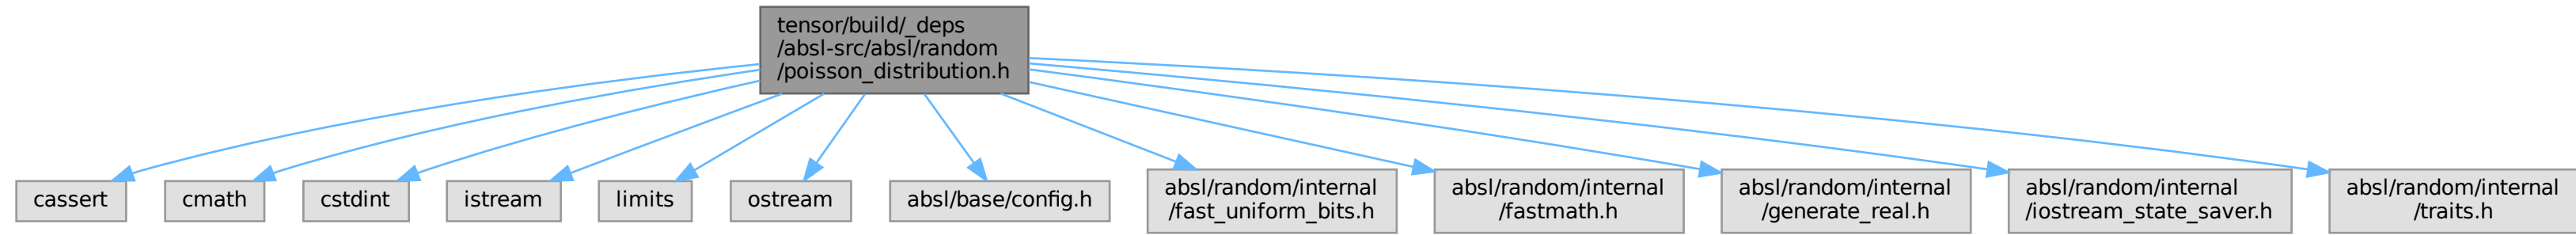 tensor/build/_deps
/absl-src/absl/random
/poisson_distribution.h
cassert
cmath
cstdint
istream
limits
ostream
absl/base/config.h
absl/random/internal
/fast_uniform_bits.h
absl/random/internal
/fastmath.h
absl/random/internal
/generate_real.h
absl/random/internal
/iostream_state_saver.h
absl/random/internal
/traits.h